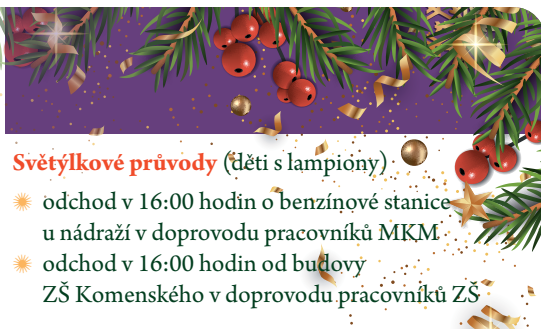 Světýlkové průvody (děti s lampiony)
odchod v 16:00 hodin o benzínové stanice
u nádraží v doprovodu pracovníků MKM
odchod v 16:00 hodin od budovy
ZŠ Komenského v doprovodu pracovníků ZŠ